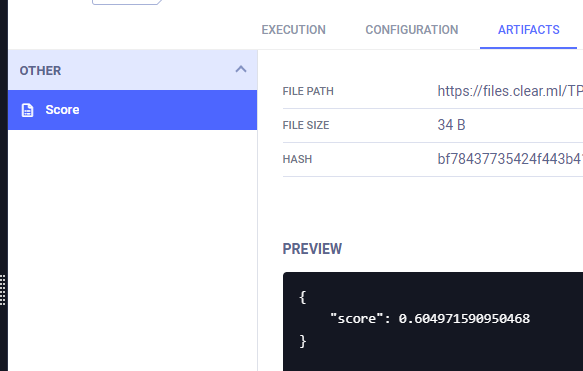 EXECUTION CONFIGURATION ARTIFACTS
OTHER
Score
FILE PATH https://files.clear.ml/TP
FILE SIZE 34 B
HASH bf78437735424f443b4
PREVIEW
{
"score": 0.604971590950468
}